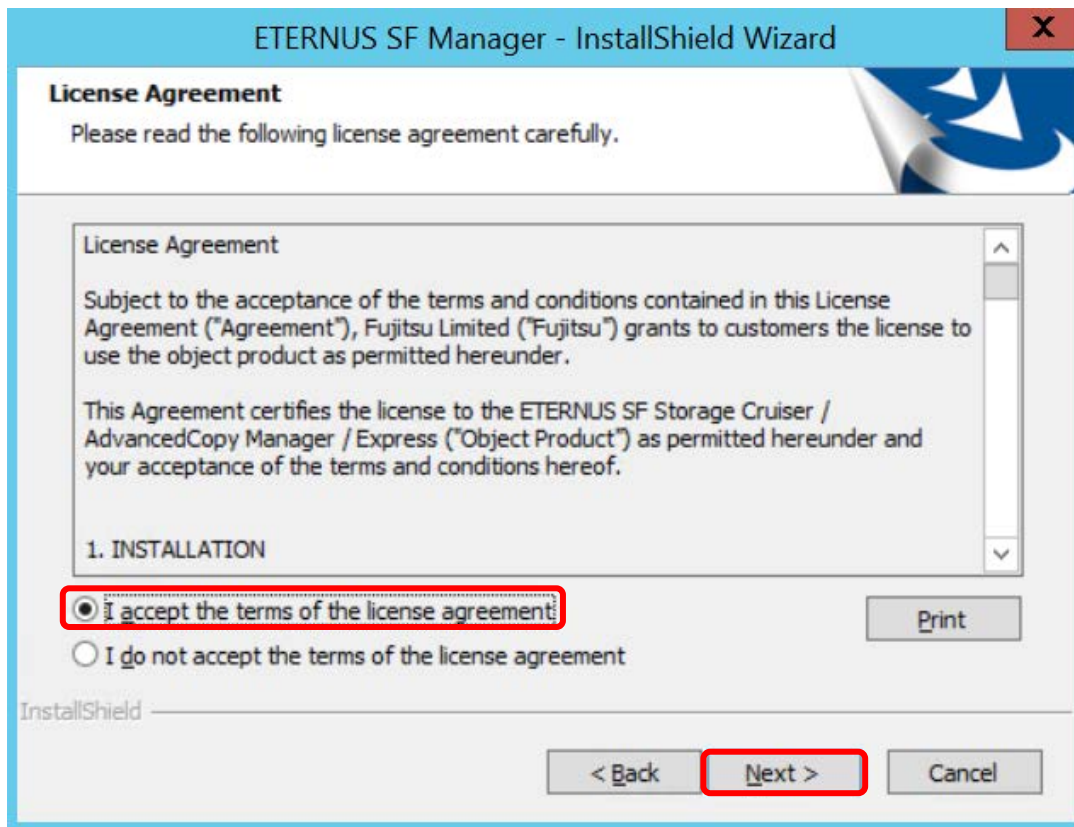 ETERNUS SF Manager - InstallShield Wizard
X
License Agreement
Please read the following license agreement carefully.
License Agreement
Subject to the acceptance of the terms and conditions contained in this License
Agreement ("Agreement"), Fujitsu Limited ("Fujitsu") grants to customers the license to
use the object product as permitted hereunder.
This Agreement certifies the license to the ETERNUS SF Storage Cruiser /
AdvancedCopy Manager / Express ("Object Product") as permitted hereunder and
your acceptance of the terms and conditions hereof.
1. INSTALLATION
I accept the terms of the license agreement
Print
I do not accept the terms of the license agreement
InstallShield
< Back
Next >
Cancel